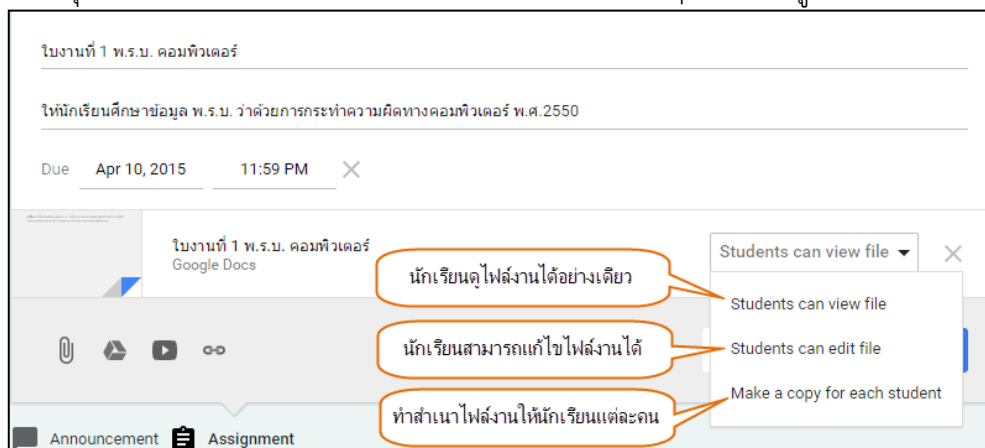 ใบงานที่ 1 พ.ร.บ. คอมพิวเตอร์
ให้นักเรียนศึกษาข้อมูล พ.ร.บ. ว่าด้วยการกระทำความผิดทางคอมพิวเตอร์ พ.ศ.2550
Due Apr 10, 2015 11:59 PM
ใบงานที่ 1 พ.ร.บ. คอมพิวเตอร์
Google Docs
Students can view file
นักเรียนดูไฟล์งานได้อย่างเดียว
Students can view file
นักเรียนสามารถแก้ไขไฟล์งานได้
Students can edit file
ทำสำเนาไฟล์งานให้นักเรียนแต่ละคน
Make a copy for each student
Announcement Assignment